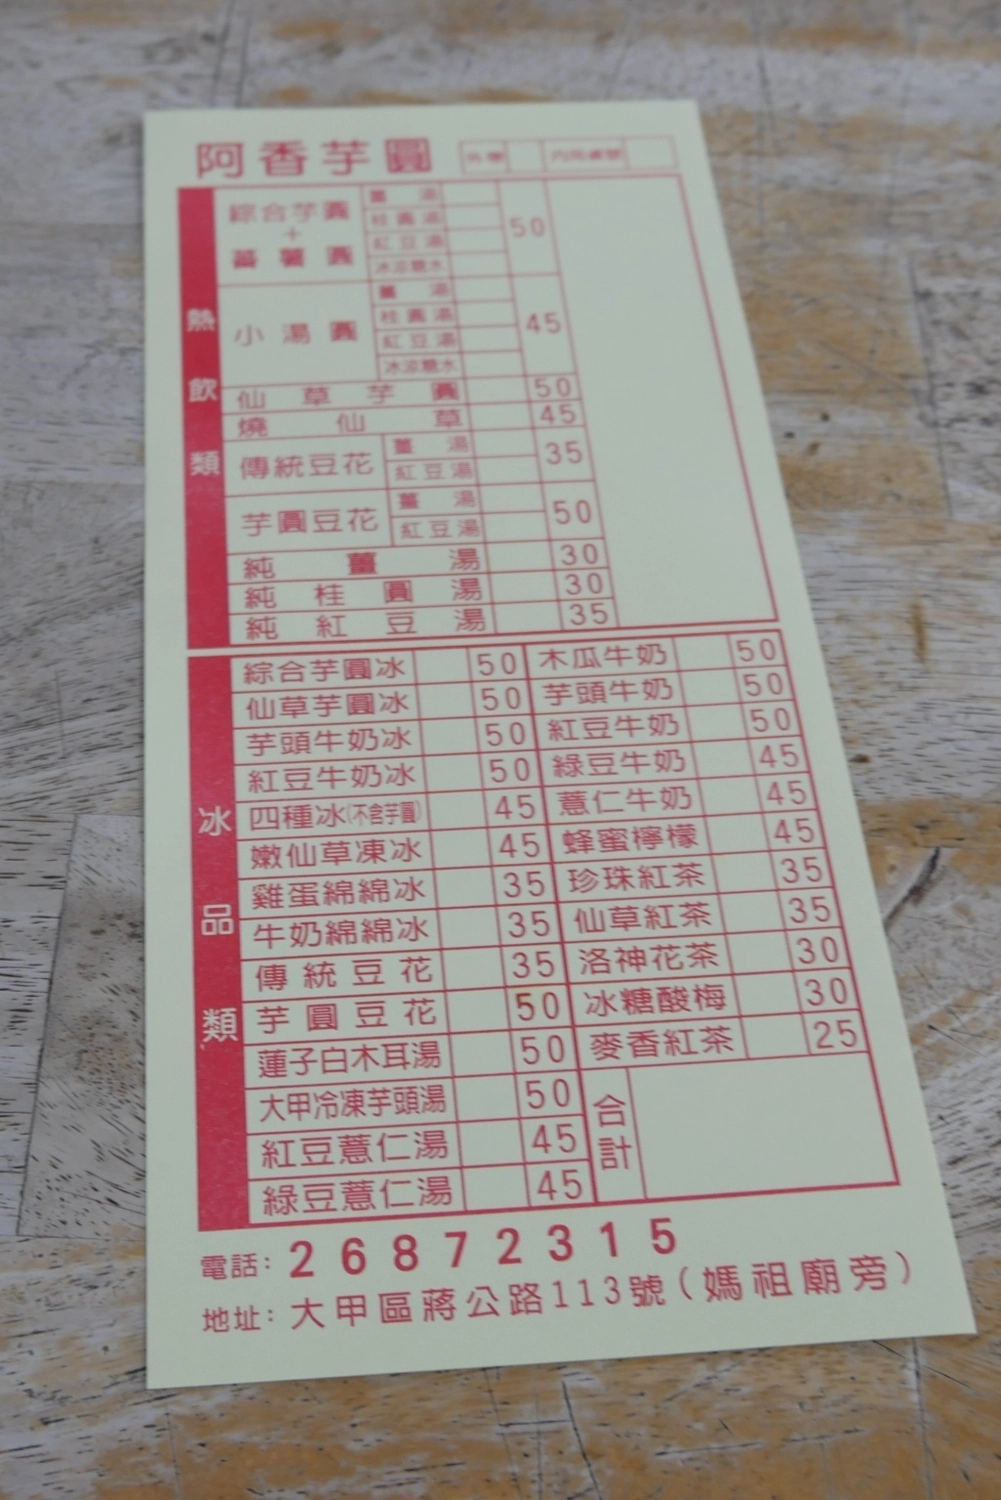 阿香芋圓 外帶 內用桌號
熱飲類
綜合芋圓+蕃薯圓 薑湯 50
桂圓湯
紅豆湯
冰涼糖水
小湯圓 薑湯 45
桂圓湯
紅豆湯
冰涼糖水
仙草芋圓 50
燒仙草 45
傳統豆花 薑湯 35
紅豆湯
芋圓豆花 薑湯 50
紅豆湯
純薑湯 30
純桂圓湯 30
純紅豆湯 35
冰品類
綜合芋圓冰 50 木瓜牛奶 50
仙草芋圓冰 50 芋頭牛奶 50
芋頭牛奶冰 50 紅豆牛奶 50
紅豆牛奶冰 50 綠豆牛奶 45
四種冰(不含芋圓) 45 薏仁牛奶 45
嫩仙草凍冰 45 蜂蜜檸檬 45
雞蛋綿綿冰 35 珍珠紅茶 35
牛奶綿綿冰 35 仙草紅茶 35
傳統豆花 35 洛神花茶 30
芋圓豆花 50 冰糖酸梅 30
蓮子白木耳湯 50 麥香紅茶 25
大甲冷凍芋頭湯 50 合計
紅豆薏仁湯 45
綠豆薏仁湯 45
電話: 26872315
地址: 大甲區蔣公路113號(媽祖廟旁)